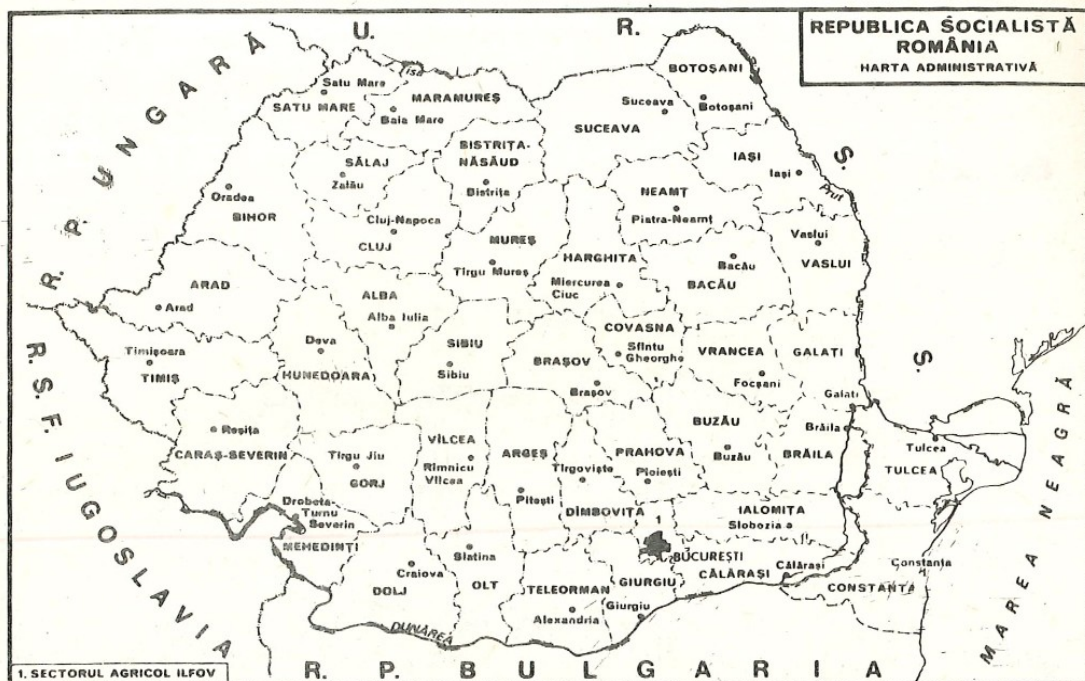 REPUBLICA SOCIALISTĂ
ROMÂNIA
HARTA ADMINISTRATIVĂ
U. R. S. S.
R. P. UNGARĂ
R. S. F. IUGOSLAVIA
R. P. BULGARIA
MAREA NEAGRĂ
Satu Mare
SATU MARE
Tisa
MARAMUREȘ
Baia Mare
BOTOȘANI
Botoșani
Suceava
SUCEAVA
BISTRIȚA-
NĂSĂUD
Bistrița
SĂLAJ
Zalău
IAȘI
Iași
Prut
Oradea
BIHOR
Cluj-Napoca
CLUJ
NEAMȚ
Piatra-Neamț
MUREȘ
Tîrgu Mureș
HARGHITA
Miercurea
Ciuc
Vaslui
VASLUI
Bacău
BACĂU
ARAD
Arad
ALBA
Alba Iulia
Timișoara
TIMIȘ
Deva
HUNEDOARA
SIBIU
Sibiu
BRAȘOV
Brașov
COVASNA
Sfîntu
Gheorghe
VRANCEA
Focșani
GALAȚI
Galați
Reșița
CARAȘ-SEVERIN
Tîrgu Jiu
GORJ
VÎLCEA
Rîmnicu
Vîlcea
ARGEȘ
Pitești
Tîrgoviște
DÎMBOVIȚA
PRAHOVA
Ploiești
BUZĂU
Buzău
Brăila
BRĂILA
Tulcea
TULCEA
Drobeta-
Turnu
Severin
MEHEDINȚI
Craiova
DOLJ
Slatina
OLT
TELEORMAN
Alexandria
1
BUCUREȘTI
GIURGIU
Giurgiu
IALOMIȚA
Slobozia
CĂLĂRAȘI
Călărași
Constanța
CONSTANȚA
DUNĂREA
1. SECTORUL AGRICOL ILFOV